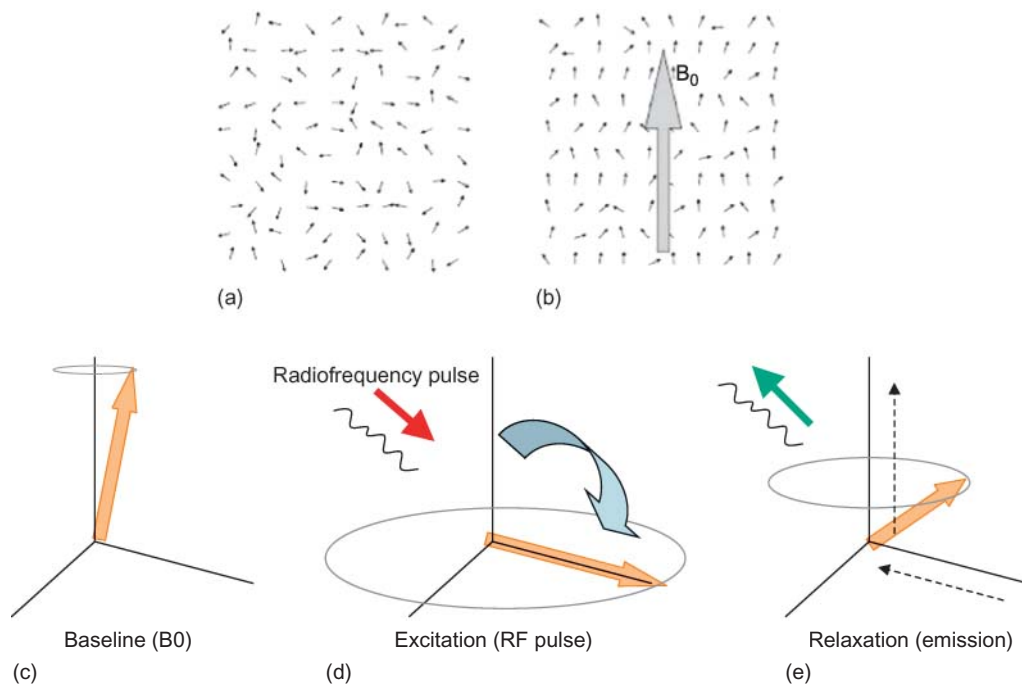 B₀
(a)
(b)
Radiofrequency pulse
Baseline (B0)
Excitation (RF pulse)
Relaxation (emission)
(c)
(d)
(e)